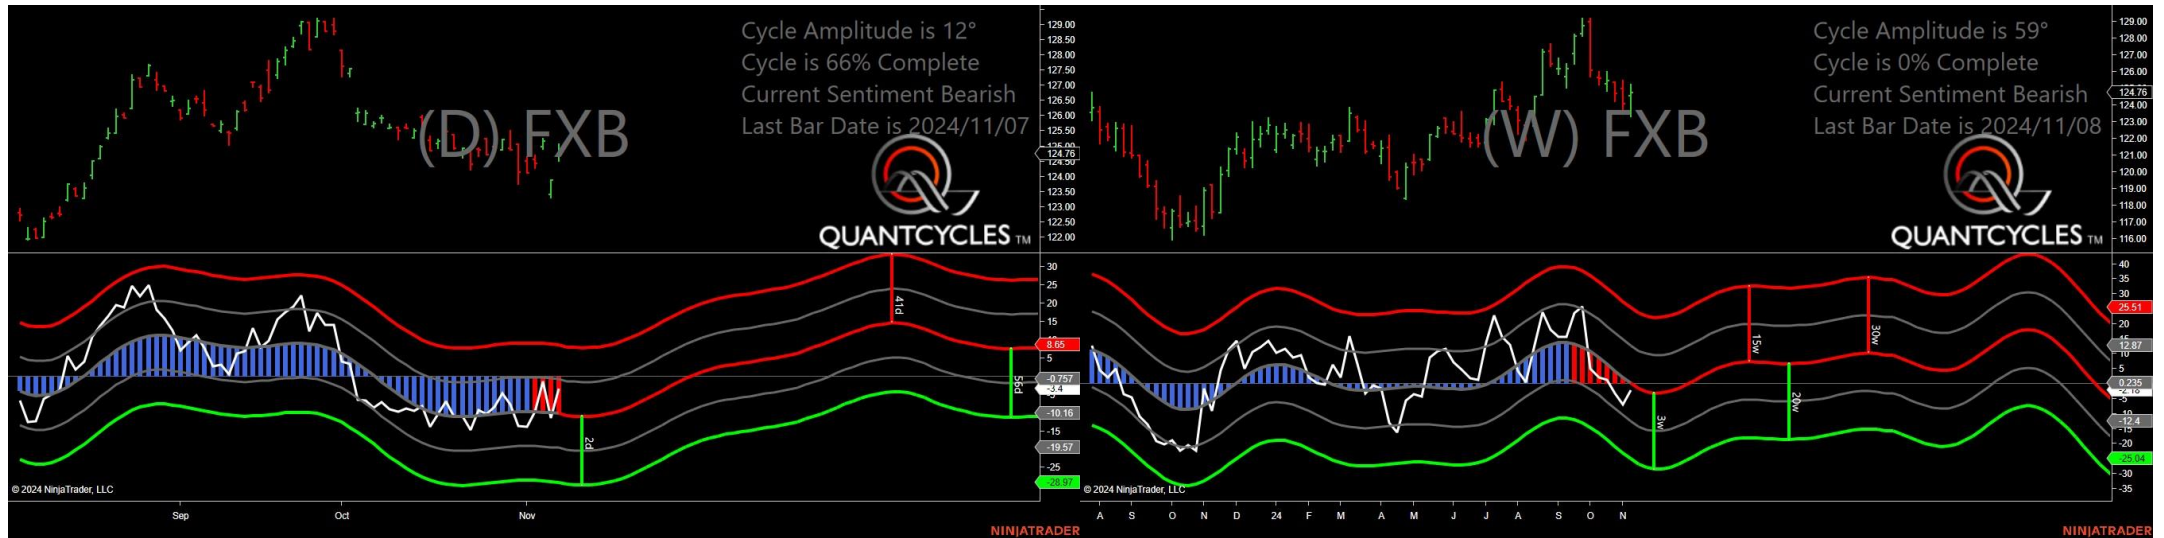 Cycle Amplitude is 12°
Cycle is 66% Complete
Current Sentiment Bearish
Last Bar Date is 2024/11/07
(D) FXB
QUANTCYCLES TM
129.00
128.50
128.00
127.50
127.00
126.50
126.00
125.50
124.76
124.50
124.00
123.50
123.00
122.50
122.00
41d
56d
2d
30
25
20
15
8.65
5
-0.757
-3.4
-10.16
-15
-19.57
-25
-28.97
© 2024 NinjaTrader, LLC
Sep Oct Nov
NINJATRADER
Cycle Amplitude is 59°
Cycle is 0% Complete
Current Sentiment Bearish
Last Bar Date is 2024/11/08
(W) FXB
QUANTCYCLES TM
129.00
128.00
127.00
126.00
124.76
124.00
123.00
122.00
121.00
120.00
119.00
118.00
117.00
116.00
15w
30w
3w
20w
40
35
30
25.51
20
12.87
10
5
0.235
-5
-12.4
-15
-20
-25.04
-30
-35
© 2024 NinjaTrader, LLC
A S O N D 24 F M A M J J A S O N
NINJATRADER